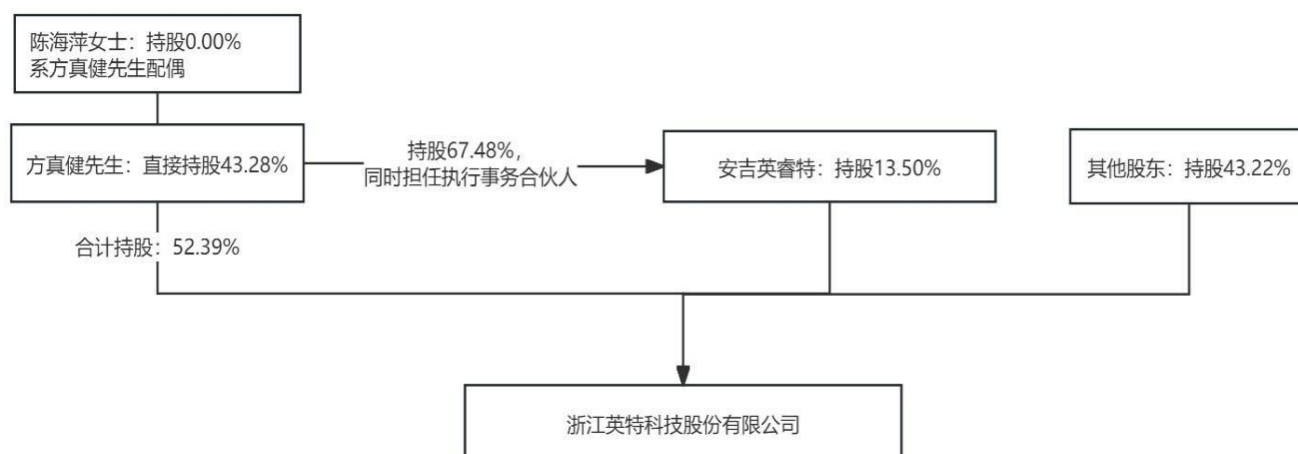 陈海萍女士：持股0.00%
系方真健先生配偶
方真健先生：直接持股43.28%
持股67.48%，
同时担任执行事务合伙人
安吉英睿特：持股13.50%
其他股东：持股43.22%
合计持股：52.39%
浙江英特科技股份有限公司